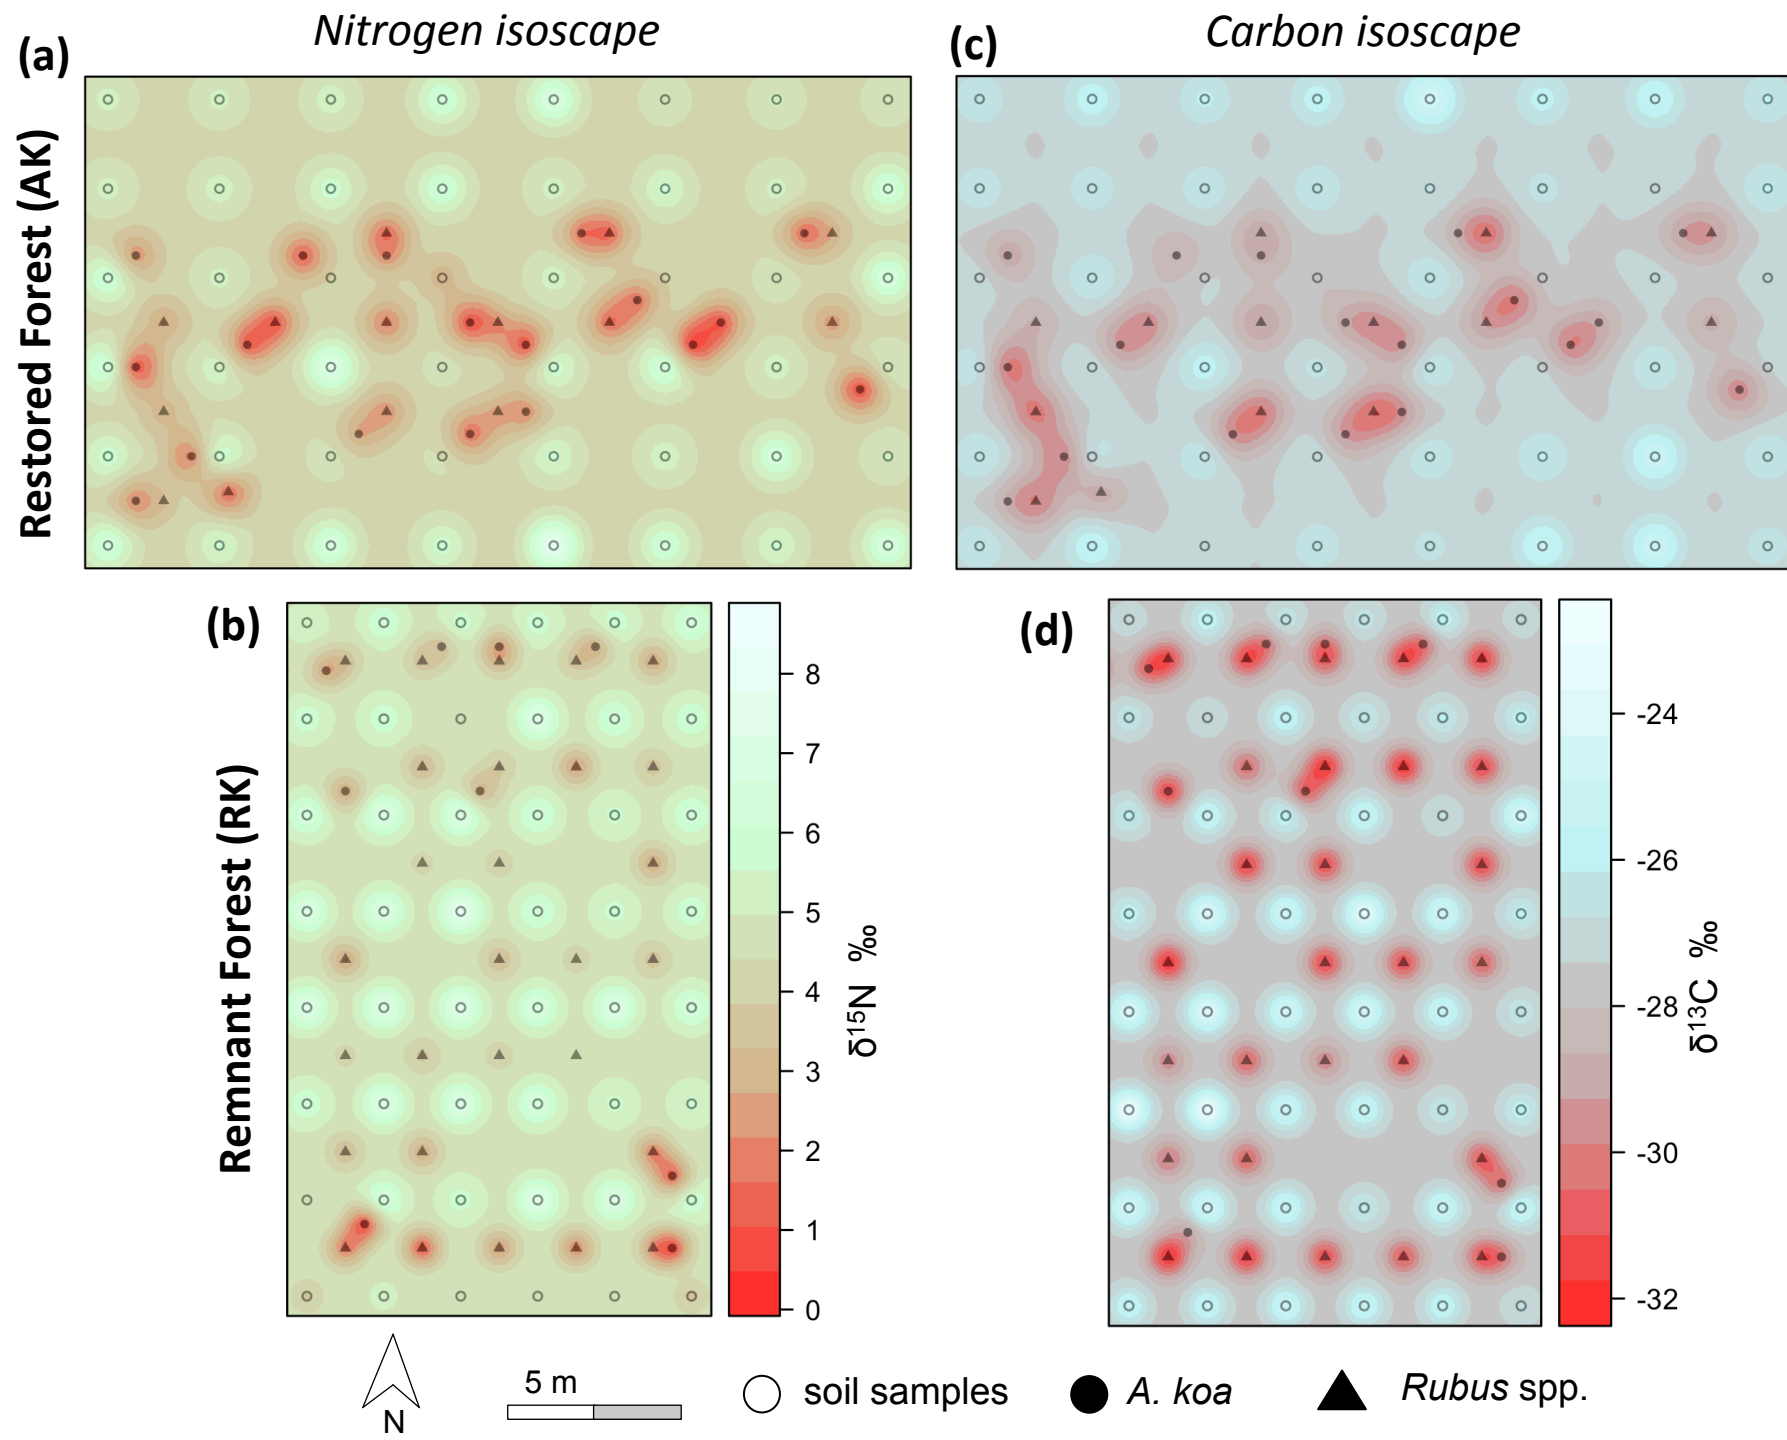 Nitrogen isoscape
Carbon isoscape
(a)
(c)
Restored Forest (AK)
(b)
(d)
Remnant Forest (RK)
8
7
6
5
4
3
2
1
0
δ¹⁵N ‰
-24
-26
-28
-30
-32
δ¹³C ‰
N
5 m
soil samples
A. koa
Rubus spp.